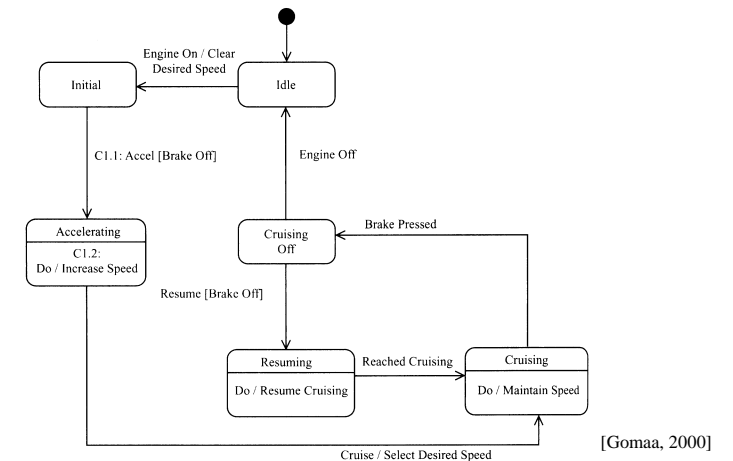 Engine On / Clear
Desired Speed
Initial
Idle
C1.1: Accel [Brake Off]
Engine Off
Accelerating
C1.2:
Do / Increase Speed
Cruising
Off
Brake Pressed
Resume [Brake Off]
Resuming
Do / Resume Cruising
Reached Cruising
Cruising
Do / Maintain Speed
Cruise / Select Desired Speed
[Gomaa, 2000]